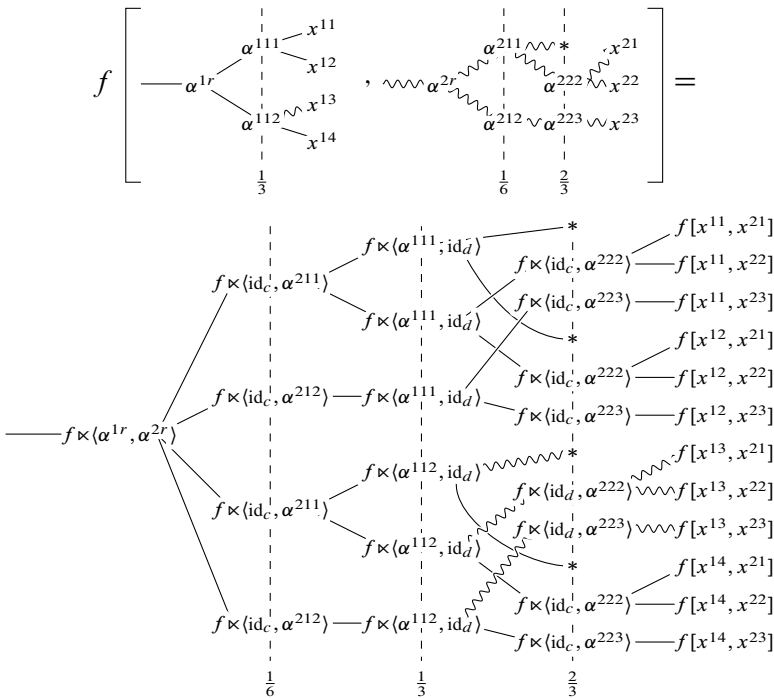 f [ α^{1r} α^{111} α^{112} x^{11} x^{12} x^{13} x^{14} 1/3 , α^{2r} α^{211} α^{212} * α^{222} α^{223} x^{21} x^{22} x^{23} 1/6 2/3 ] =
f⋉⟨α^{111}, id_d⟩ * f[x^{11}, x^{21}]
f⋉⟨id_c, α^{211}⟩ f⋉⟨id_c, α^{222}⟩ f[x^{11}, x^{22}]
f⋉⟨α^{111}, id_d⟩ f⋉⟨id_c, α^{223}⟩ f[x^{11}, x^{23}]
* f[x^{12}, x^{21}]
f⋉⟨id_c, α^{212}⟩ f⋉⟨α^{111}, id_d⟩ f⋉⟨id_c, α^{222}⟩ f[x^{12}, x^{22}]
f⋉⟨id_c, α^{223}⟩ f[x^{12}, x^{23}]
f⋉⟨α^{1r}, α^{2r}⟩
f⋉⟨α^{112}, id_d⟩ * f[x^{13}, x^{21}]
f⋉⟨id_c, α^{211}⟩ f⋉⟨id_d, α^{222}⟩ f[x^{13}, x^{22}]
f⋉⟨α^{112}, id_d⟩ f⋉⟨id_d, α^{223}⟩ f[x^{13}, x^{23}]
* f[x^{14}, x^{21}]
f⋉⟨id_c, α^{212}⟩ f⋉⟨α^{112}, id_d⟩ f⋉⟨id_c, α^{222}⟩ f[x^{14}, x^{22}]
f⋉⟨id_c, α^{223}⟩ f[x^{14}, x^{23}]
1/6 1/3 2/3